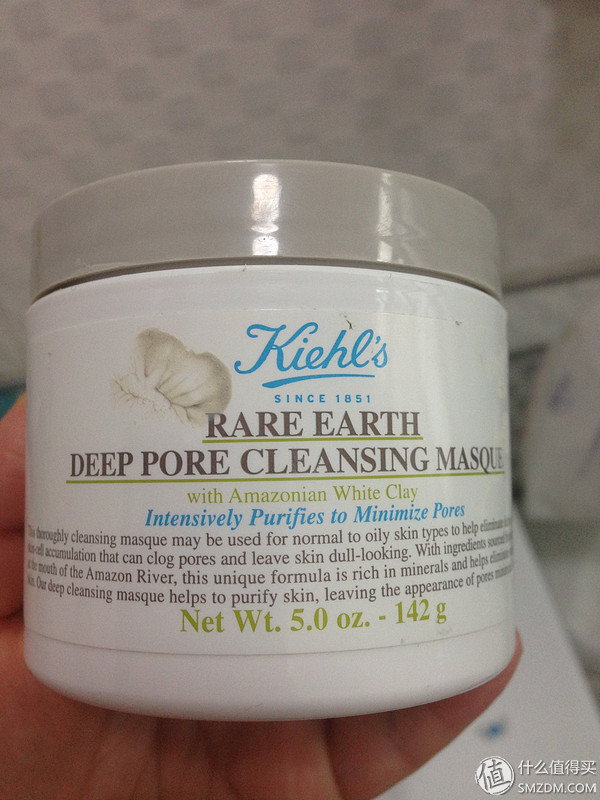 Kiehl's
SINCE 1851
RARE EARTH
DEEP PORE CLEANSING MASQUE
with Amazonian White Clay
Intensively Purifies to Minimize Pores
thoroughly cleansing masque may be used for normal to oily skin types to help eliminate
skin cell accumulation that can clog pores and leave skin dull-looking. With ingredients
at the mouth of the Amazon River, this unique formula is rich in minerals and helps eliminate
Our deep cleansing masque helps to purify skin, leaving the appearance of pores
Net Wt. 5.0 oz. - 142 g
值 什么值得买
SMZDM.COM